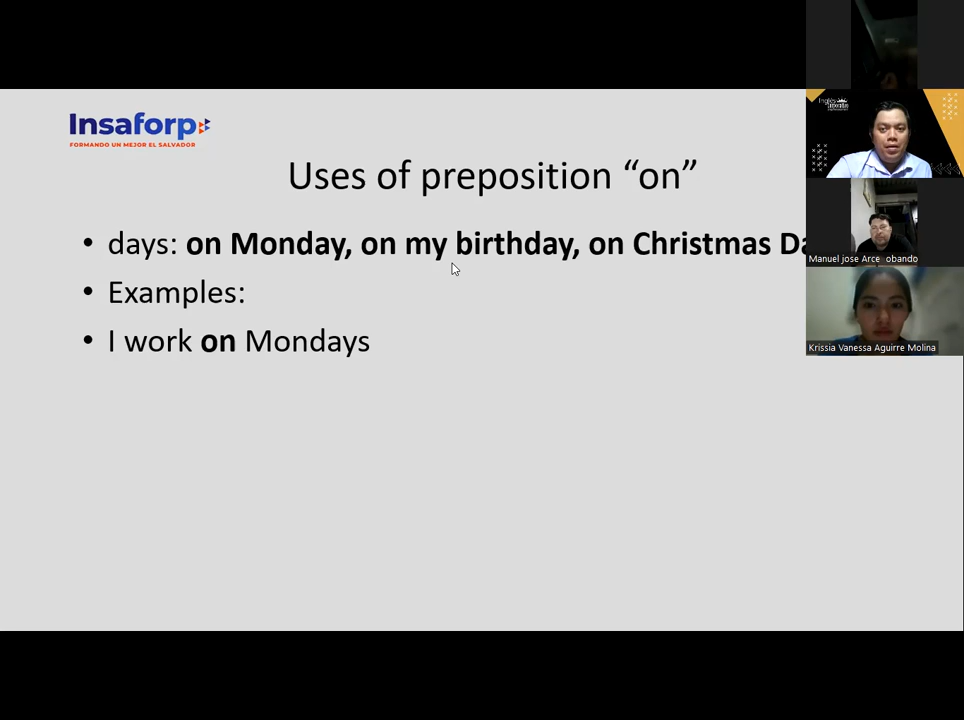 Insaforp
FORMANDO UN MEJOR EL SALVADOR
Uses of preposition “on”
• days: on Monday, on my birthday, on Christmas
• Examples:
• I work on Mondays
Inglés
Manuel jose Arce obando
Krissia Vanessa Aguirre Molina